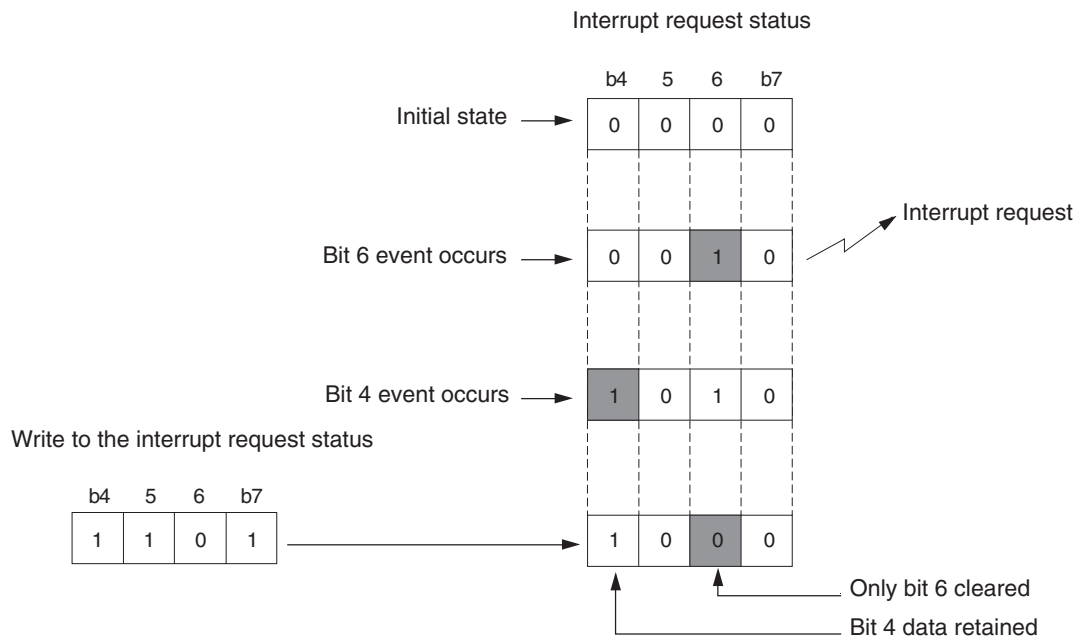 Interrupt request status
b4 5 6 b7
Initial state 0 0 0 0
Interrupt request
Bit 6 event occurs 0 0 1 0
Bit 4 event occurs 1 0 1 0
Write to the interrupt request status
b4 5 6 b7
1 1 0 1 1 0 0 0
Only bit 6 cleared
Bit 4 data retained